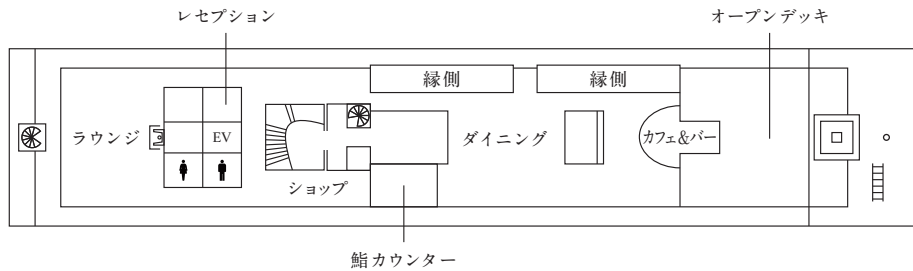 レセプション
オープンデッキ
縁側
縁側
ラウンジ
EV
ダイニング
カフェ&バー
ショップ
鮨カウンター